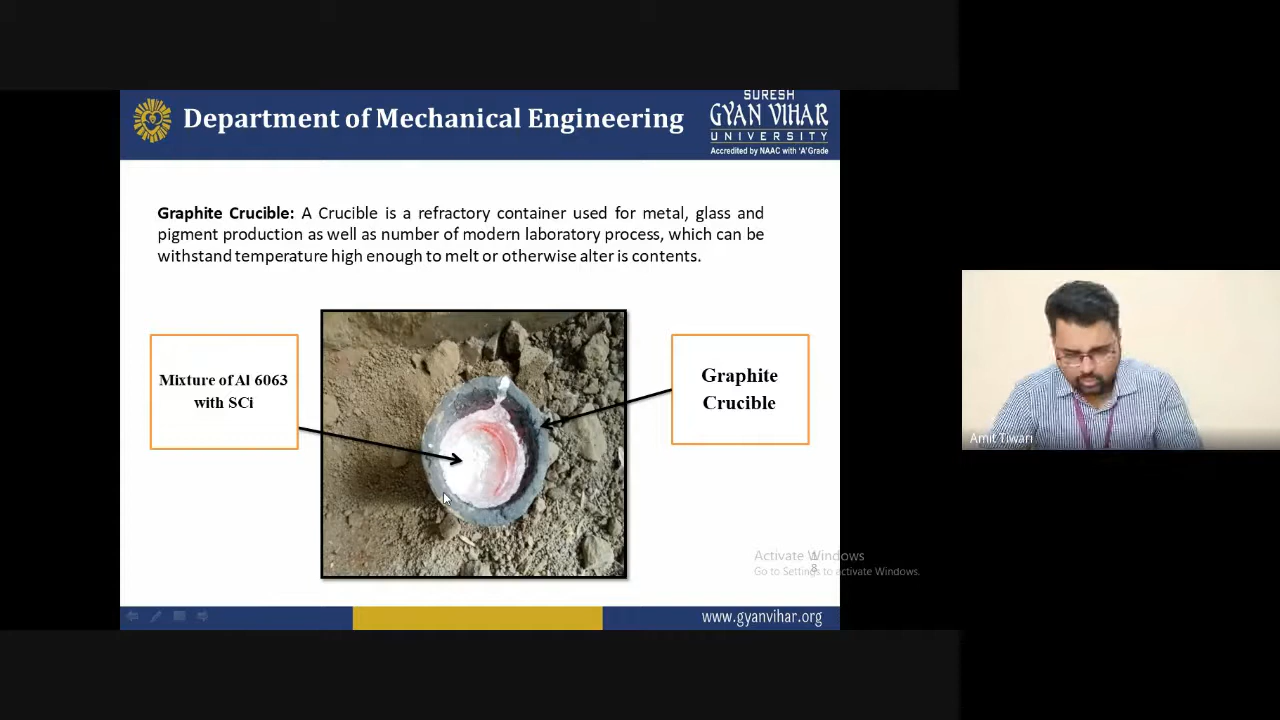 Department of Mechanical Engineering
SURESH
GYAN VIHAR
UNIVERSITY
Accredited by NAAC with 'A' Grade
Graphite Crucible: A Crucible is a refractory container used for metal, glass and
pigment production as well as number of modern laboratory process, which can be
withstand temperature high enough to melt or otherwise alter is contents.
Mixture of Al 6063
with SCi
Graphite
Crucible
Amit Tiwari
Activate Windows
Go to Settings to activate Windows.
18
www.gyanvihar.org